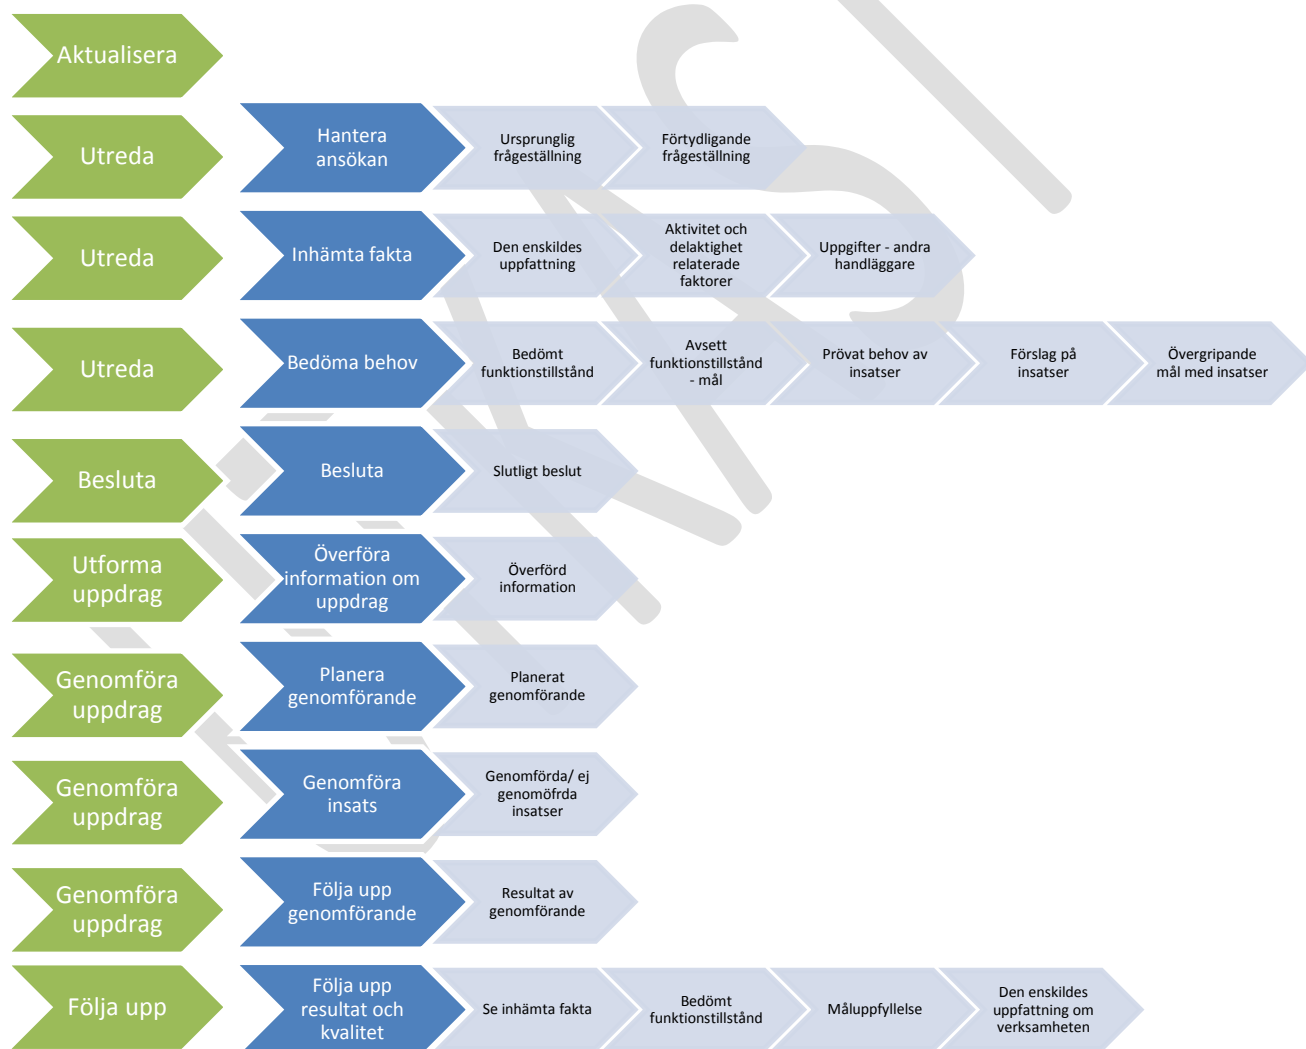 Aktualisera
Utreda
Hantera
ansökan
Ursprunglig
frågeställning
Förtydligande
frågeställning
Utreda
Inhämta fakta
Den enskildes
uppfattning
Aktivitet och
delaktighet
relaterade
faktorer
Uppgifter - andra
handläggare
Utreda
Bedöma behov
Bedömt
funktionstillstånd
Avsett
funktionstillstånd
- mål
Prövat behov av
insatser
Förslag på
insatser
Övergripande
mål med insatser
Besluta
Besluta
Slutligt beslut
Utforma
uppdrag
Överföra
information om
uppdrag
Överförd
information
Genomföra
uppdrag
Planera
genomförande
Planerat
genomförande
Genomföra
uppdrag
Genomföra
insats
Genomförda/ ej
genomöfrda
insatser
Genomföra
uppdrag
Följa upp
genomförande
Resultat av
genomförande
Följa upp
Följa upp
resultat och
kvalitet
Se inhämta fakta
Bedömt
funktionstillstånd
Måluppfyllelse
Den enskildes
uppfattning om
verksamheten